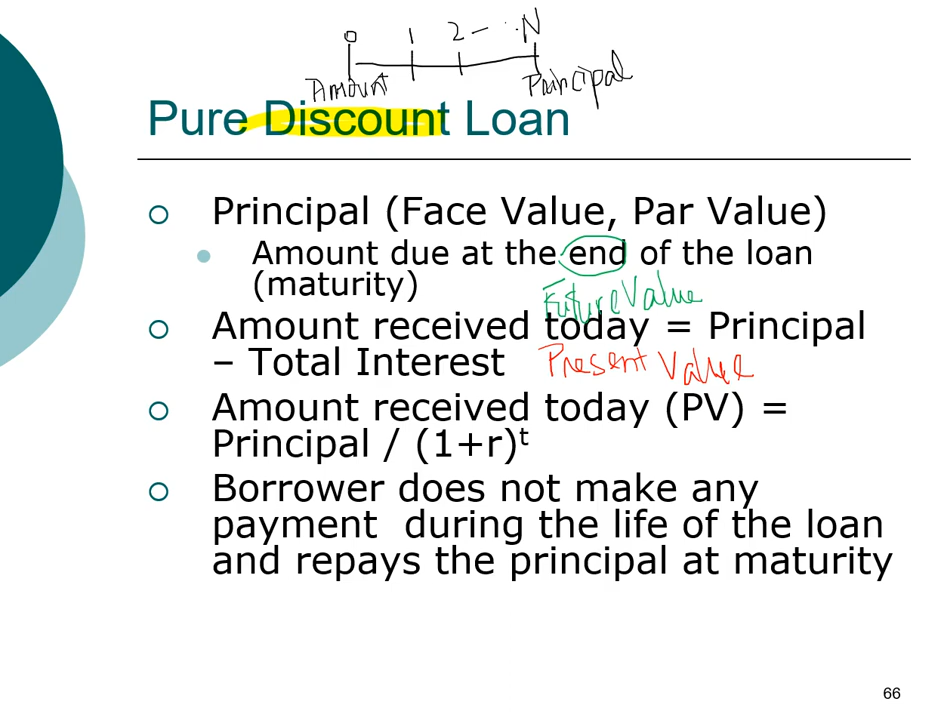 0 1 2 - .. N
Amount Principal
Pure Discount Loan
Principal (Face Value, Par Value)
Amount due at the end of the loan
(maturity)
Future Value
Amount received today = Principal
– Total Interest Present Value
Amount received today (PV) =
Principal / (1+r)ᵗ
Borrower does not make any
payment during the life of the loan
and repays the principal at maturity
66